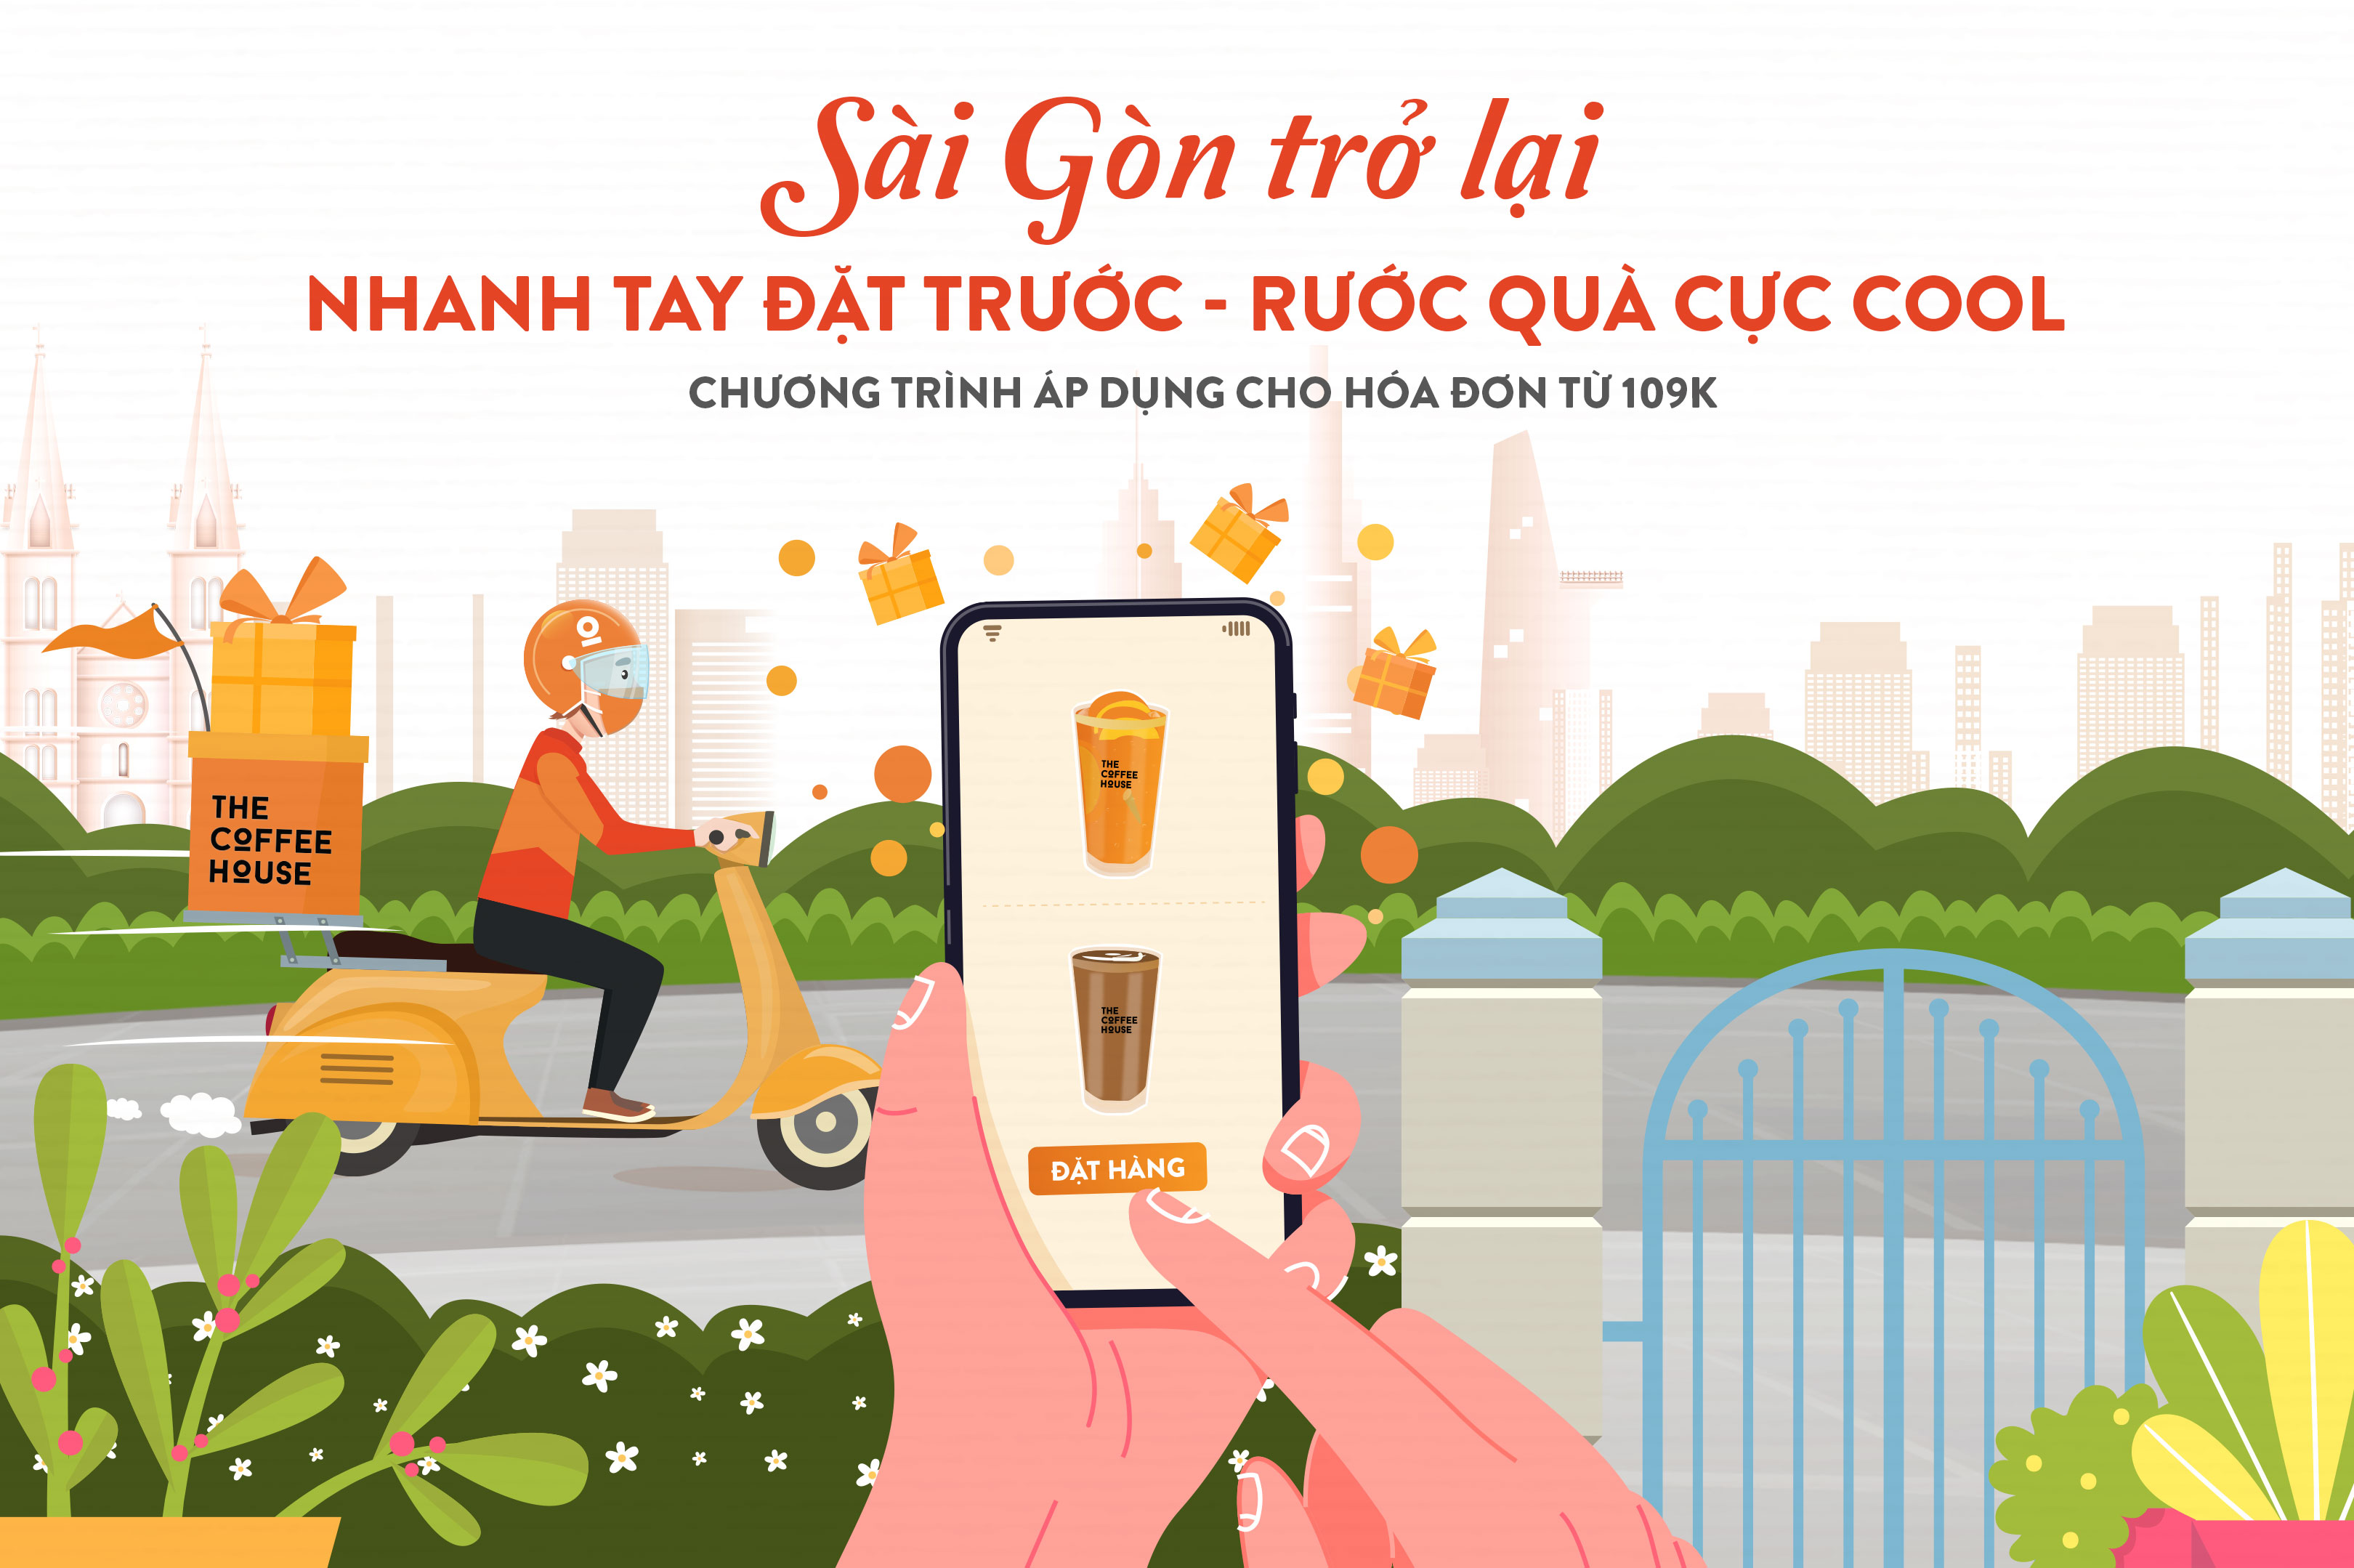 Sài Gòn trở lại
NHANH TAY ĐẶT TRƯỚC - RƯỚC QUÀ CỰC COOL
CHƯƠNG TRÌNH ÁP DỤNG CHO HÓA ĐƠN TỪ 109K
THE
COFFEE
HOUSE
THE
COFFEE
HOUSE
THE
COFFEE
HOUSE
ĐẶT HÀNG